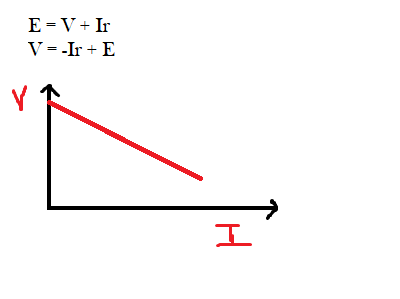 E = V + Ir
V = -Ir + E
V
I